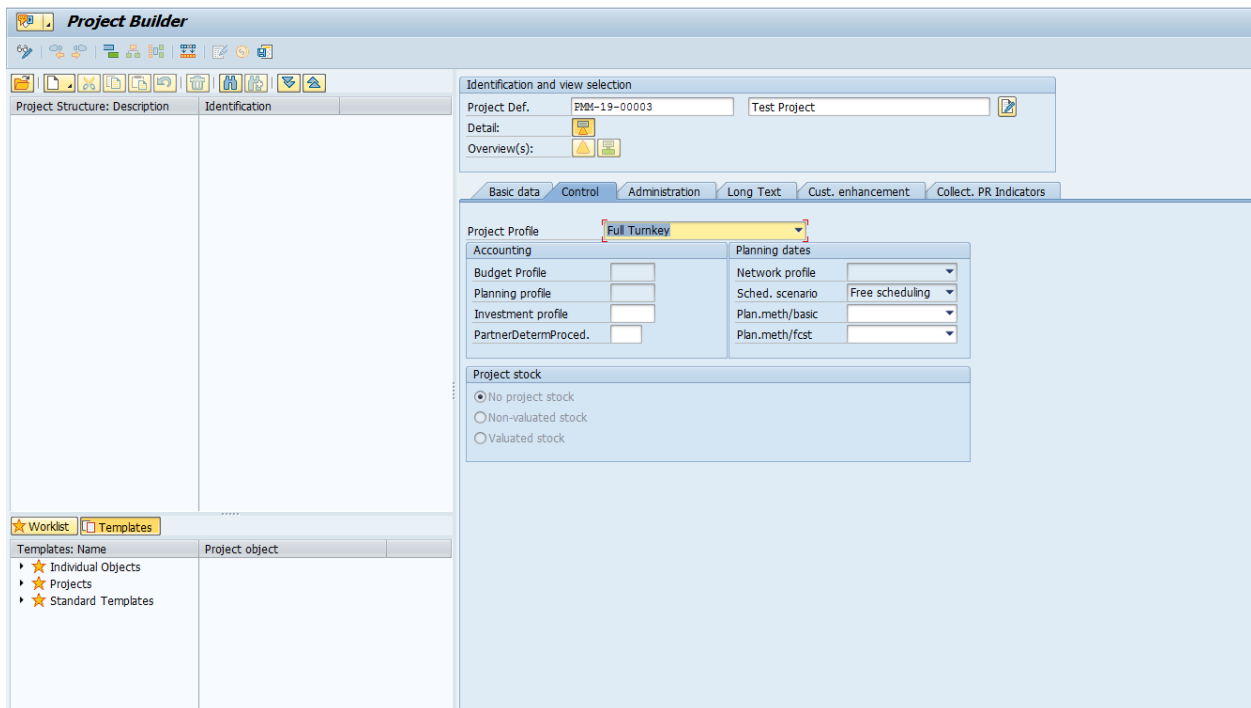 Project Builder
Project Structure: Description Identification
Identification and view selection
Project Def. PMM-19-00003 Test Project
Detail:
Overview(s):
Basic data Control Administration Long Text Cust. enhancement Collect. PR Indicators
Project Profile Full Turnkey
Accounting Planning dates
Budget Profile Network profile
Planning profile Sched. scenario Free scheduling
Investment profile Plan.meth/basic
PartnerDetermProced. Plan.meth/fcst
Project stock
No project stock
Non-valuated stock
Valuated stock
Worklist Templates
Templates: Name Project object
Individual Objects
Projects
Standard Templates